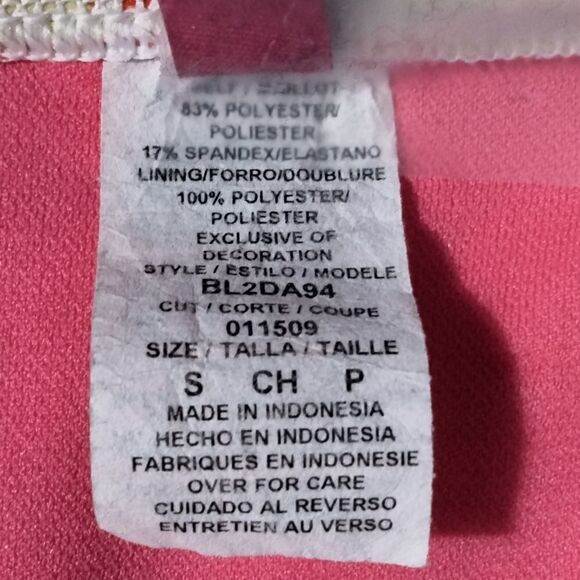 83% POLYESTER/
POLIESTER
17% SPANDEX/ELASTANO
LINING/FORRO/DOUBLURE
100% POLYESTER/
POLIESTER
EXCLUSIVE OF
DECORATION
STYLE / ESTILO / MODELE
BL2DA94
CUT / CORTE / COUPE
011509
SIZE / TALLA / TAILLE
S CH P
MADE IN INDONESIA
HECHO EN INDONESIA
FABRIQUES EN INDONESIE
OVER FOR CARE
CUIDADO AL REVERSO
ENTRETIEN AU VERSO